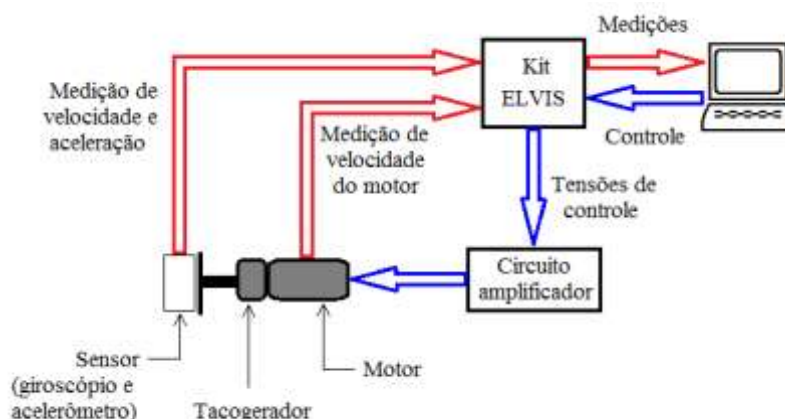 Medições
Kit
ELVIS
Medição de
velocidade e
aceleração
Medição de
velocidade
do motor
Controle
Tensões de
controle
Circuito
amplificador
Sensor
(giroscópio e
acelerômetro)
Tacogerador
Motor